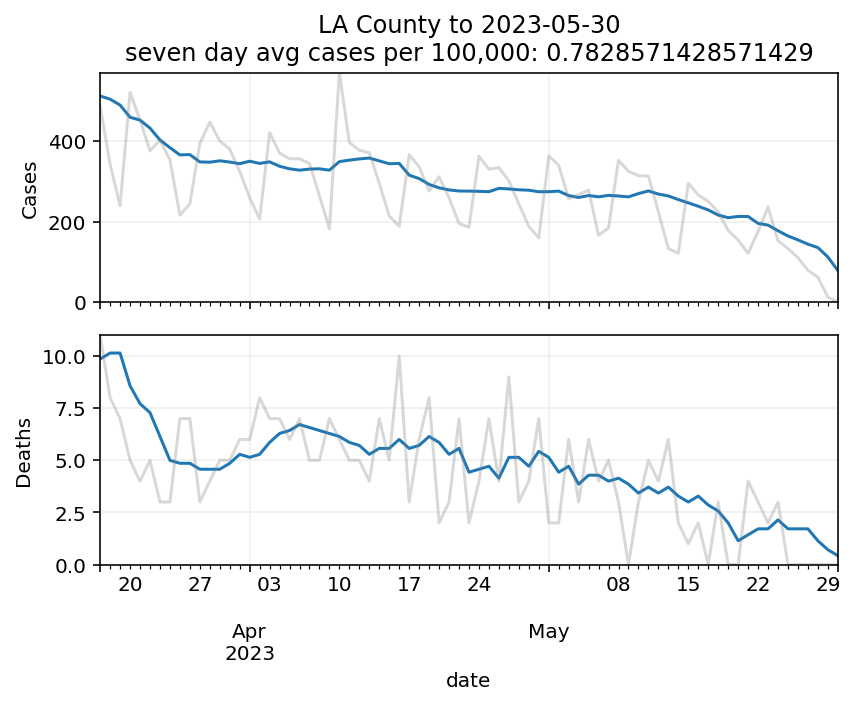 LA County to 2023-05-30
seven day avg cases per 100,000: 0.7828571428571429
400
200
0
Cases
10.0
7.5
5.0
2.5
0.0
Deaths
20 27 03 10 17 24 08 15 22 29
Apr May
2023
date